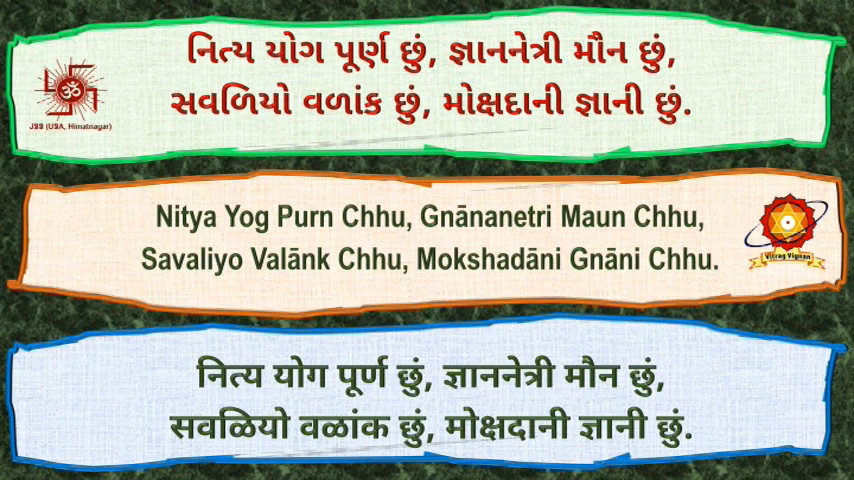 નિત્ય યોગ પૂર્ણ છું, જ્ઞાનનેત્રી મૌન છું,
સવળિયો વળાંક છું, મોક્ષદાની જ્ઞાની છું.
ૐ
JSS (USA, Himatnagar)
Nitya Yog Purn Chhu, Gnānanetri Maun Chhu,
Savaliyo Valānk Chhu, Mokshadāni Gnāni Chhu.
Vitrag Vignan
नित्य योग पूर्ण छुं, ज्ञाननेत्री मौन छुं,
सवळियो वळांक छुं, मोक्षदानी ज्ञानी छुं.